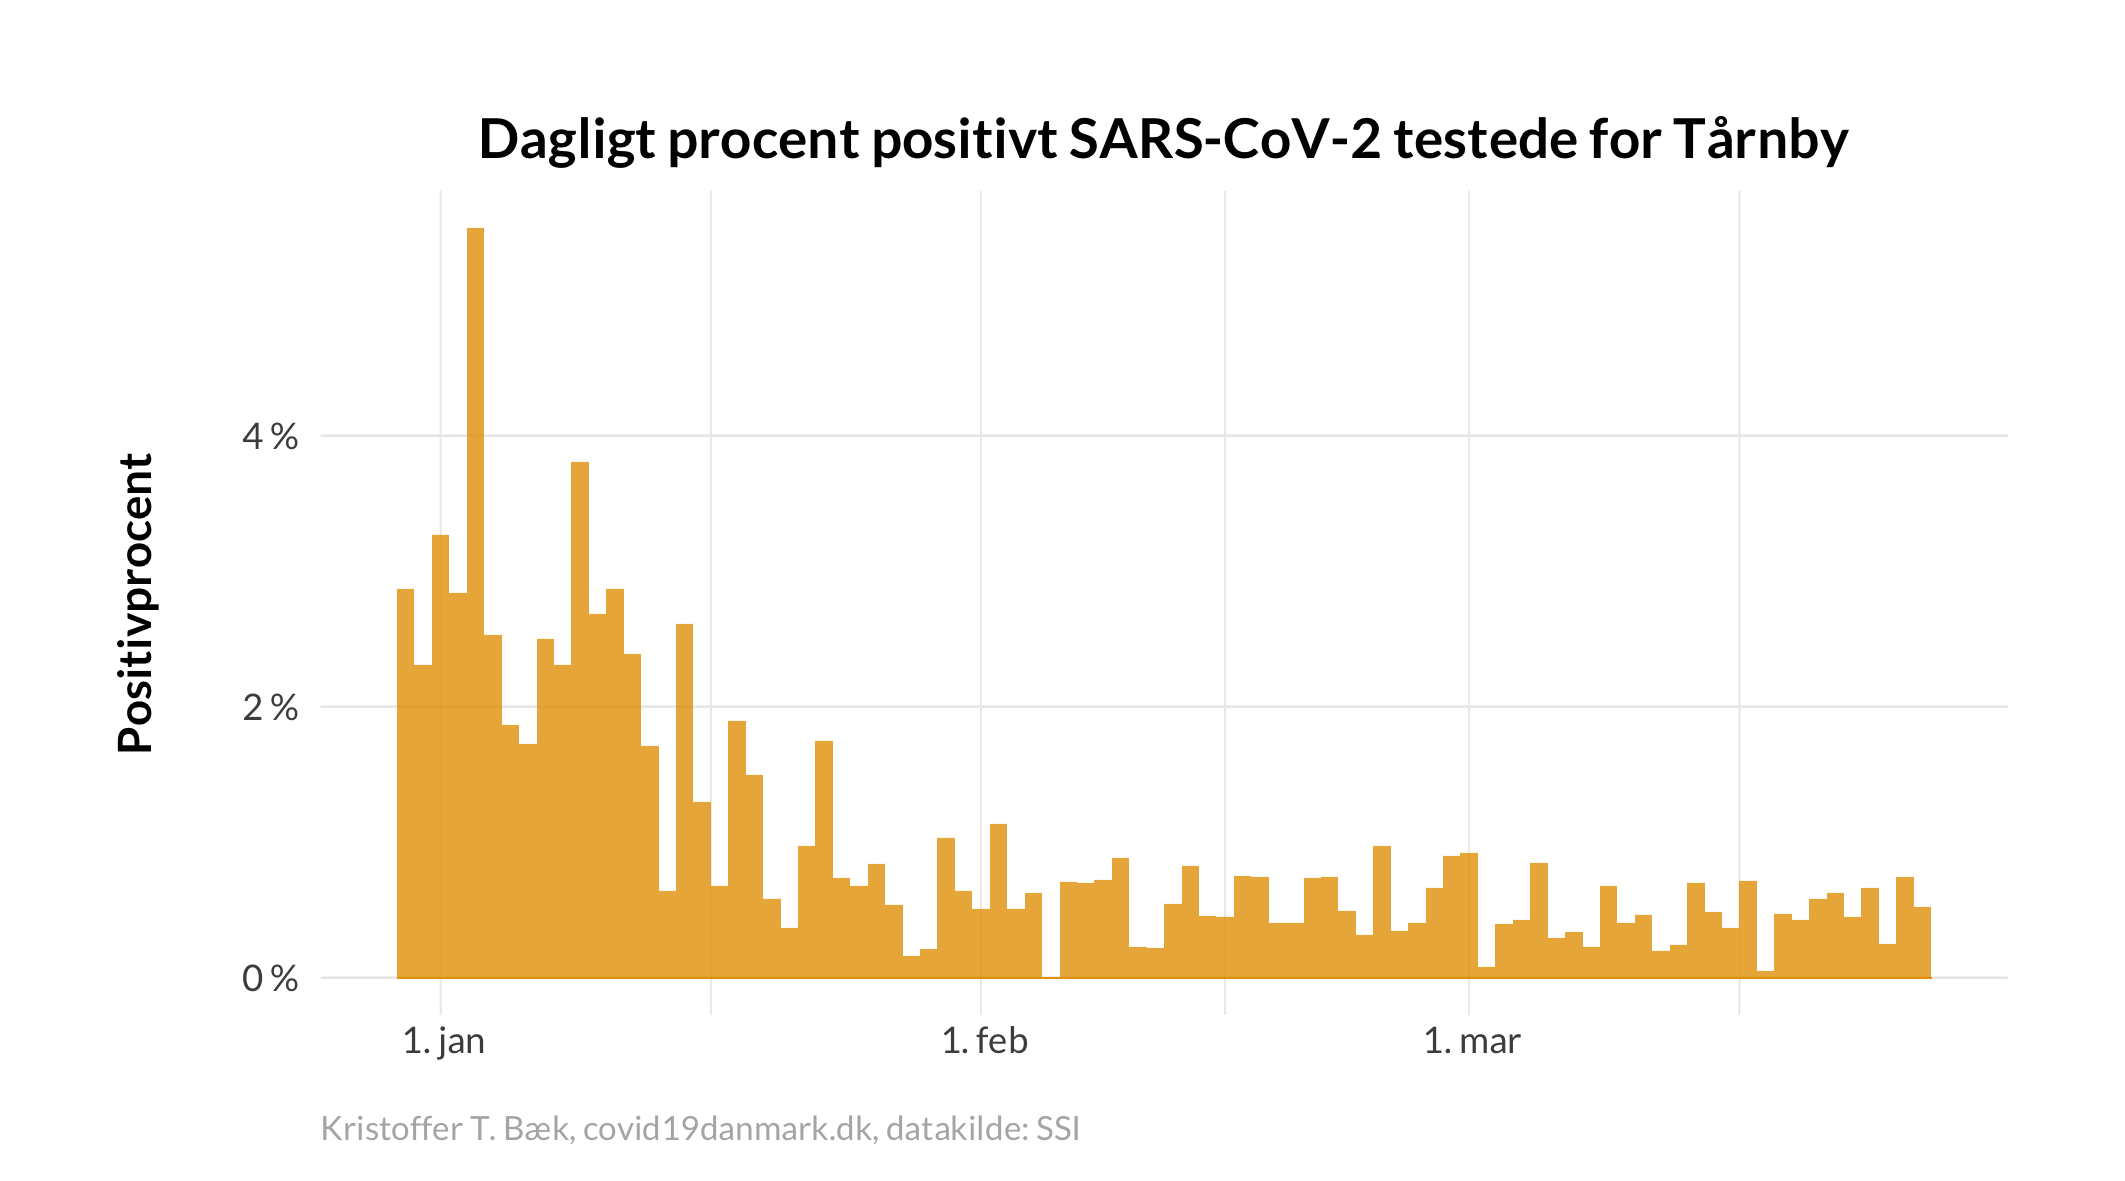 Dagligt procent positivt SARS-CoV-2 testede for Tårnby
Positivprocent
4 %
2 %
0 %
1. jan
1. feb
1. mar
Kristoffer T. Bæk, covid19danmark.dk, datakilde: SSI